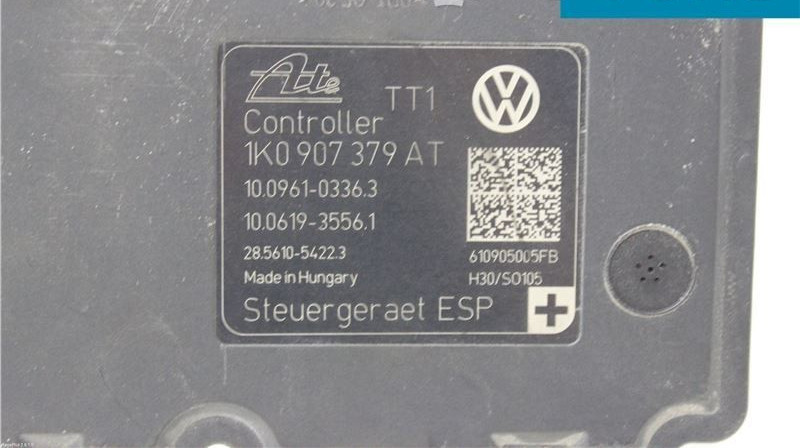 Ate
TT1
Controller
1K0 907 379 AT
10.0961-0336.3
10.0619-3556.1
28.5610-5422.3
Made in Hungary
610905005FB
H30/SO105
Steuergeraet ESP